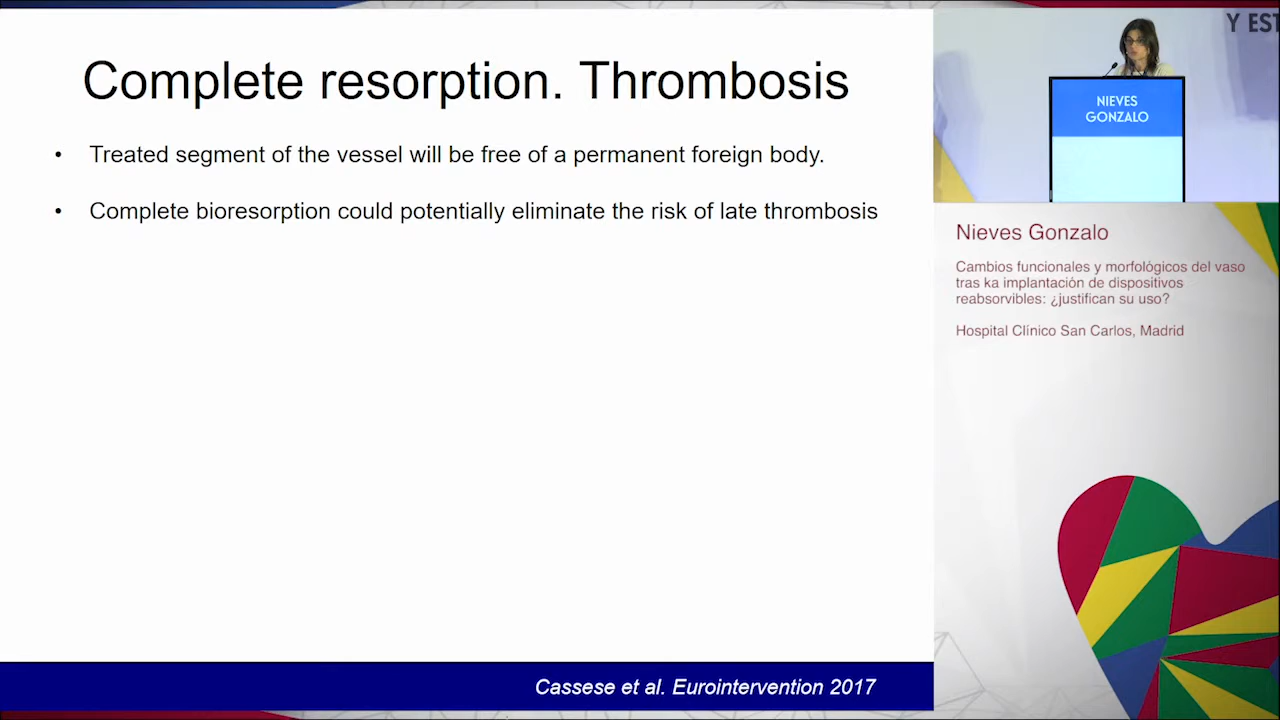 Complete resorption. Thrombosis
• Treated segment of the vessel will be free of a permanent foreign body.
• Complete bioresorption could potentially eliminate the risk of late thrombosis
Cassese et al. Eurointervention 2017
Y EST
NIEVES
GONZALO
Nieves Gonzalo
Cambios funcionales y morfológicos del vaso
tras ka implantación de dispositivos
reabsorvibles: ¿justifican su uso?
Hospital Clínico San Carlos, Madrid